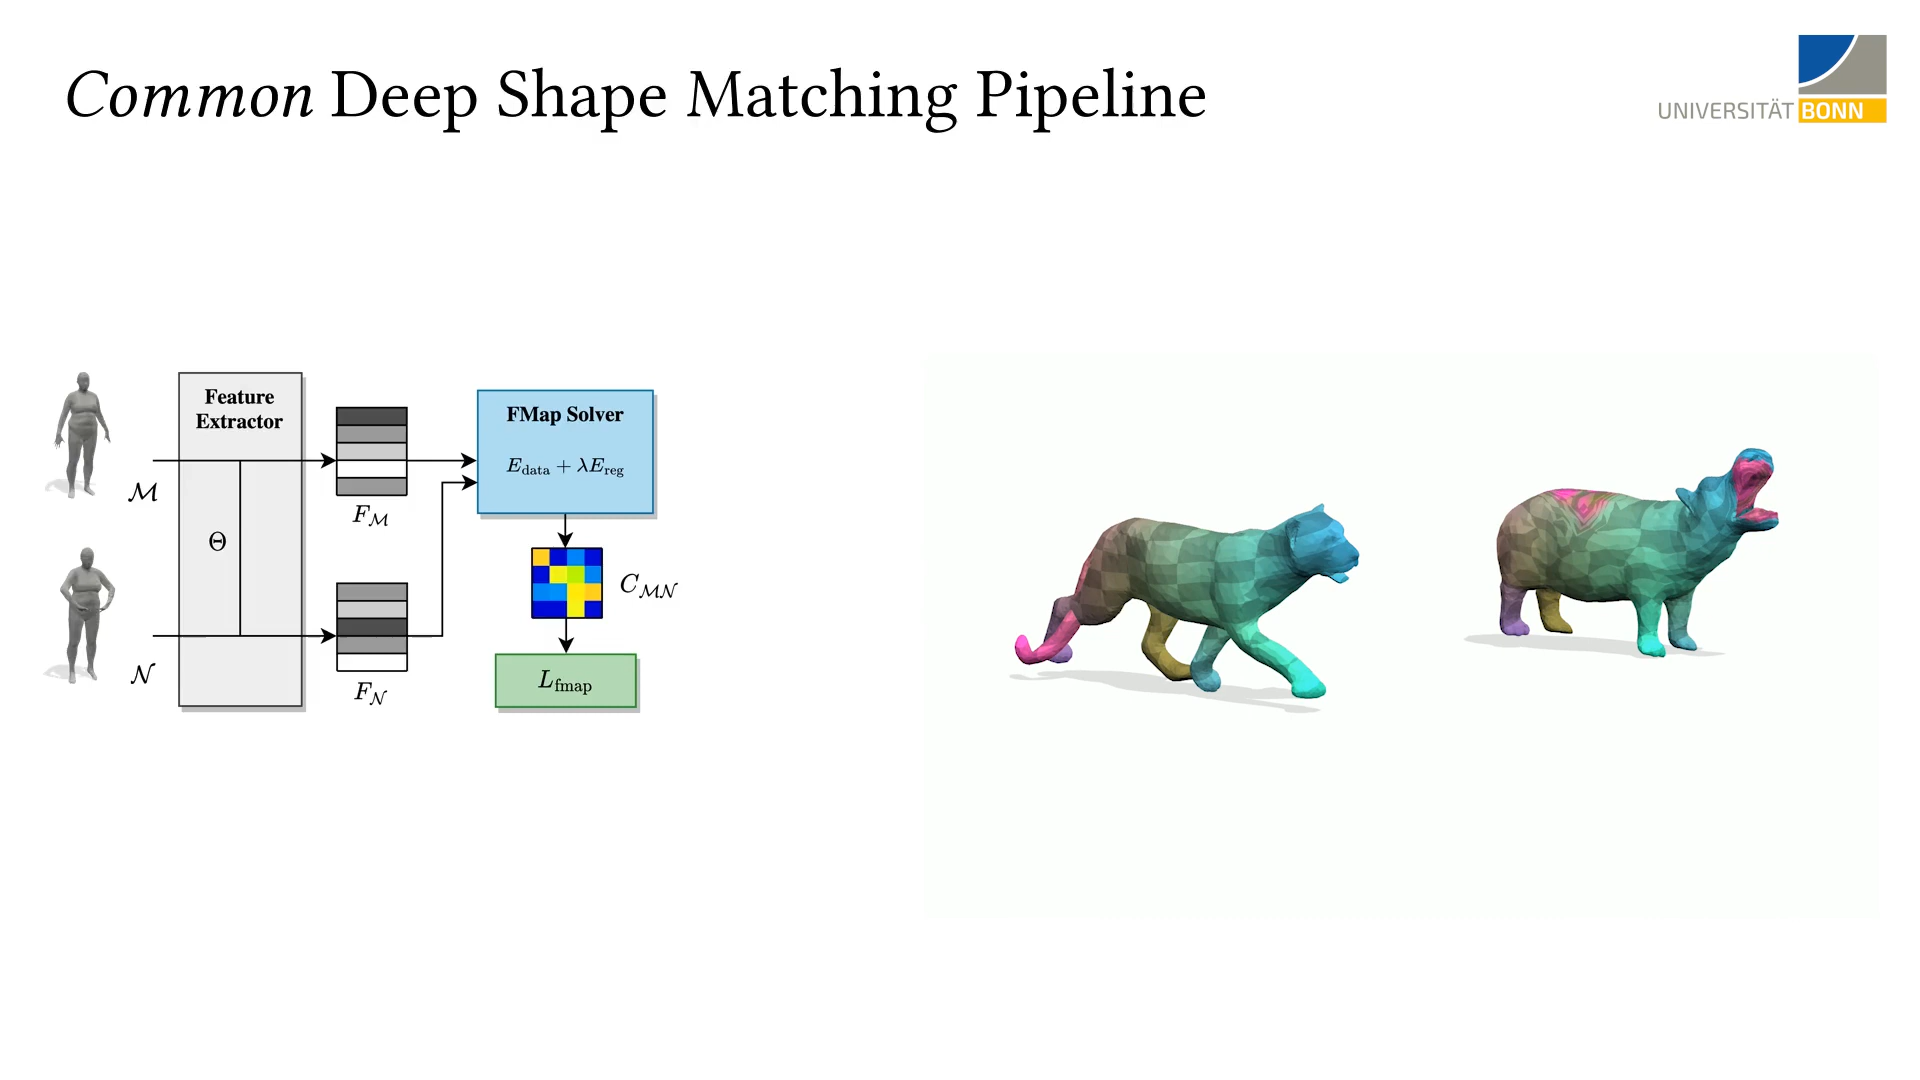 Common Deep Shape Matching Pipeline
UNIVERSITÄT BONN
Feature
Extractor
FMap Solver
E_data + λE_reg
ℳ
F_ℳ
Θ
C_ℳ𝒩
𝒩
F_𝒩
L_fmap